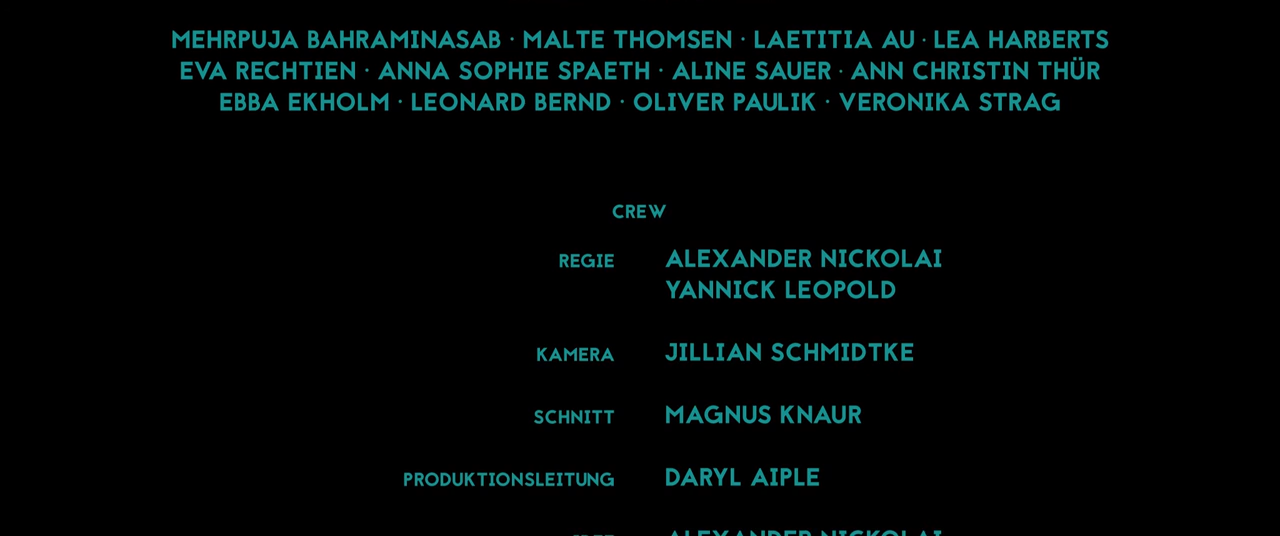 MEHRPUJA BAHRAMINASAB · MALTE THOMSEN · LAETITIA AU · LEA HARBERTS
EVA RECHTIEN · ANNA SOPHIE SPAETH · ALINE SAUER · ANN CHRISTIN THÜR
EBBA EKHOLM · LEONARD BERND · OLIVER PAULIK · VERONIKA STRAG
CREW
REGIE ALEXANDER NICKOLAI
YANNICK LEOPOLD
KAMERA JILLIAN SCHMIDTKE
SCHNITT MAGNUS KNAUR
PRODUKTIONSLEITUNG DARYL AIPLE
ALEXANDER NICKOLAI